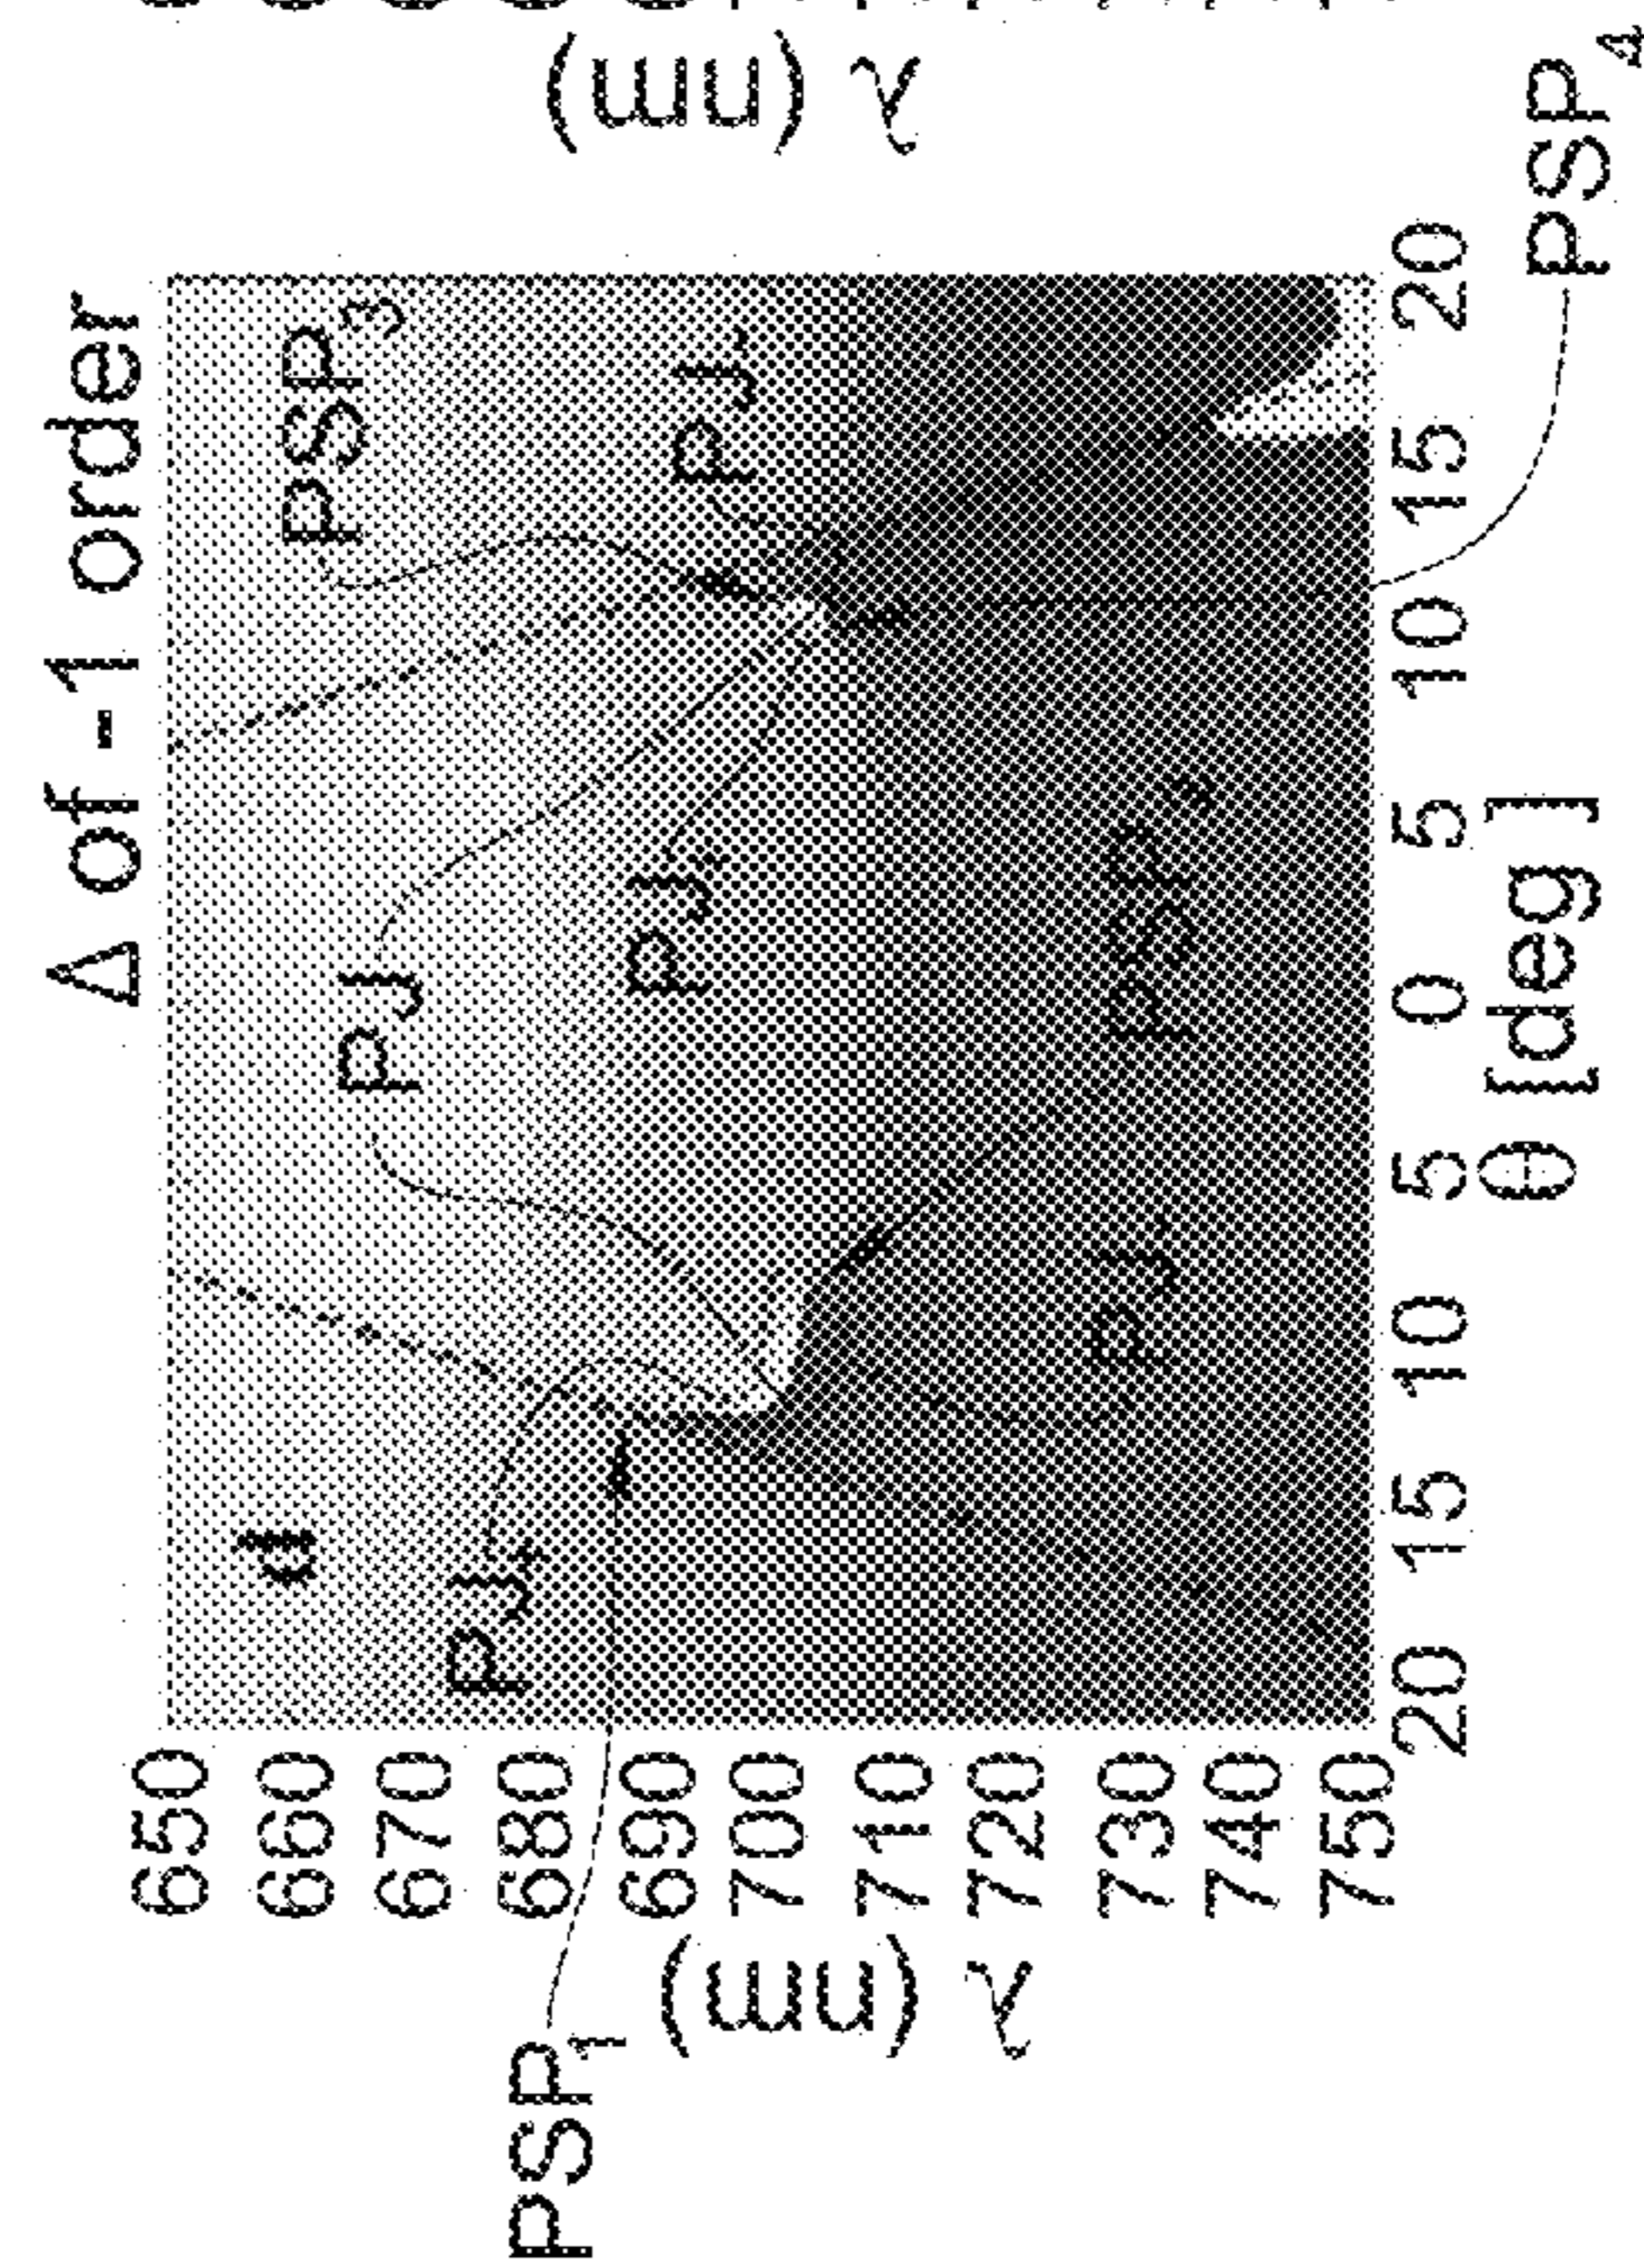 Δ of -1 order
d
PSP3
PJ
PJ-
PJ+
PJ+
PSP
PJ-
PSP1
PSP4
650
660
670
680
690
700
710
720
730
740
750
λ (nm)
20 15 10 5 0 5 10 15 20
θ [deg]
λ (nm)